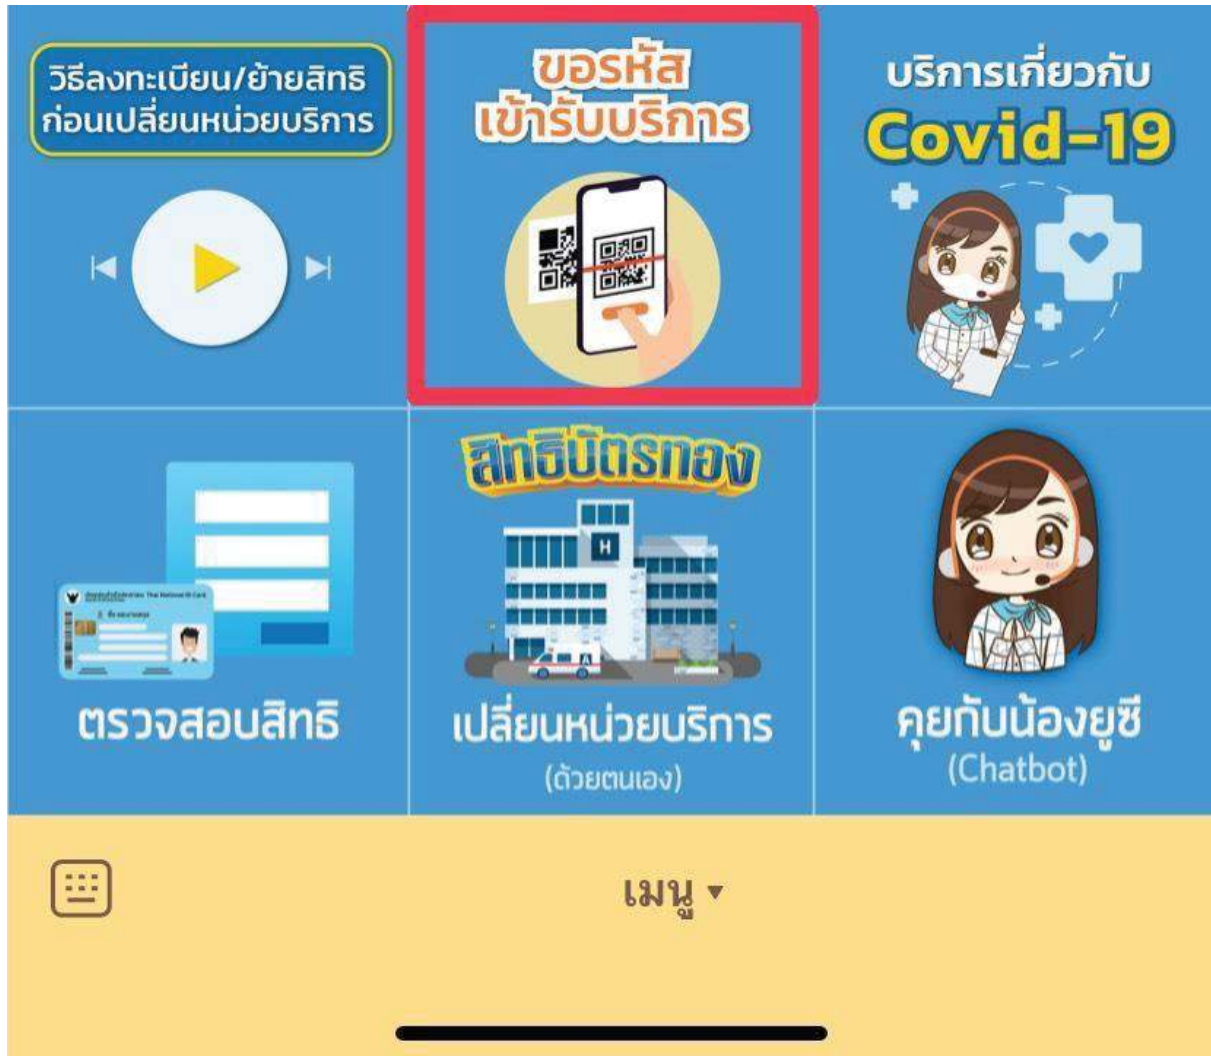 วิธีลงทะเบียน/ย้ายสิทธิ
ก่อนเปลี่ยนหน่วยบริการ
ขอรหัส
เข้ารับบริการ
บริการเกี่ยวกับ
Covid-19
Thai National ID Card
ตรวจสอบสิทธิ
สิทธิบัตรทอง
H
เปลี่ยนหน่วยบริการ
(ด้วยตนเอง)
คุยกับน้องยูซี
(Chatbot)
เมนู